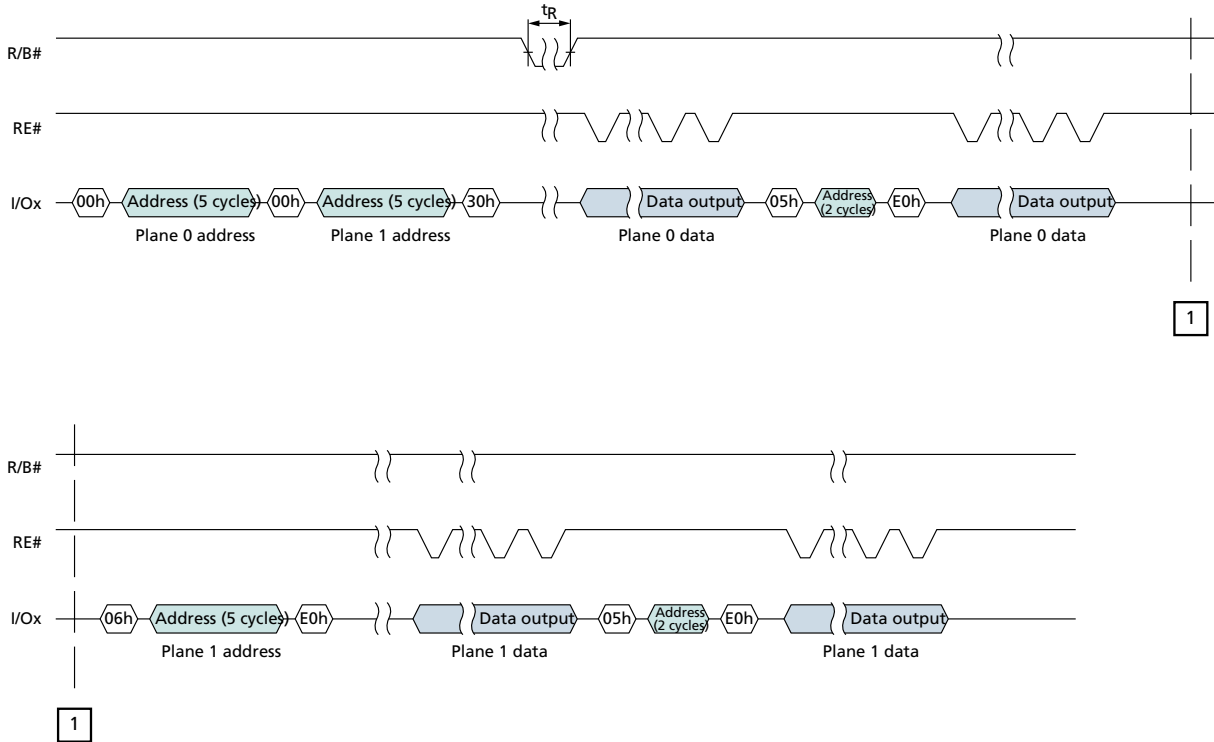 tR
R/B#
RE#
I/Ox
00h Address (5 cycles) 00h Address (5 cycles) 30h Data output 05h Address (2 cycles) E0h Data output
Plane 0 address Plane 1 address Plane 0 data Plane 0 data
1
R/B#
RE#
I/Ox
06h Address (5 cycles) E0h Data output 05h Address (2 cycles) E0h Data output
Plane 1 address Plane 1 data Plane 1 data
1